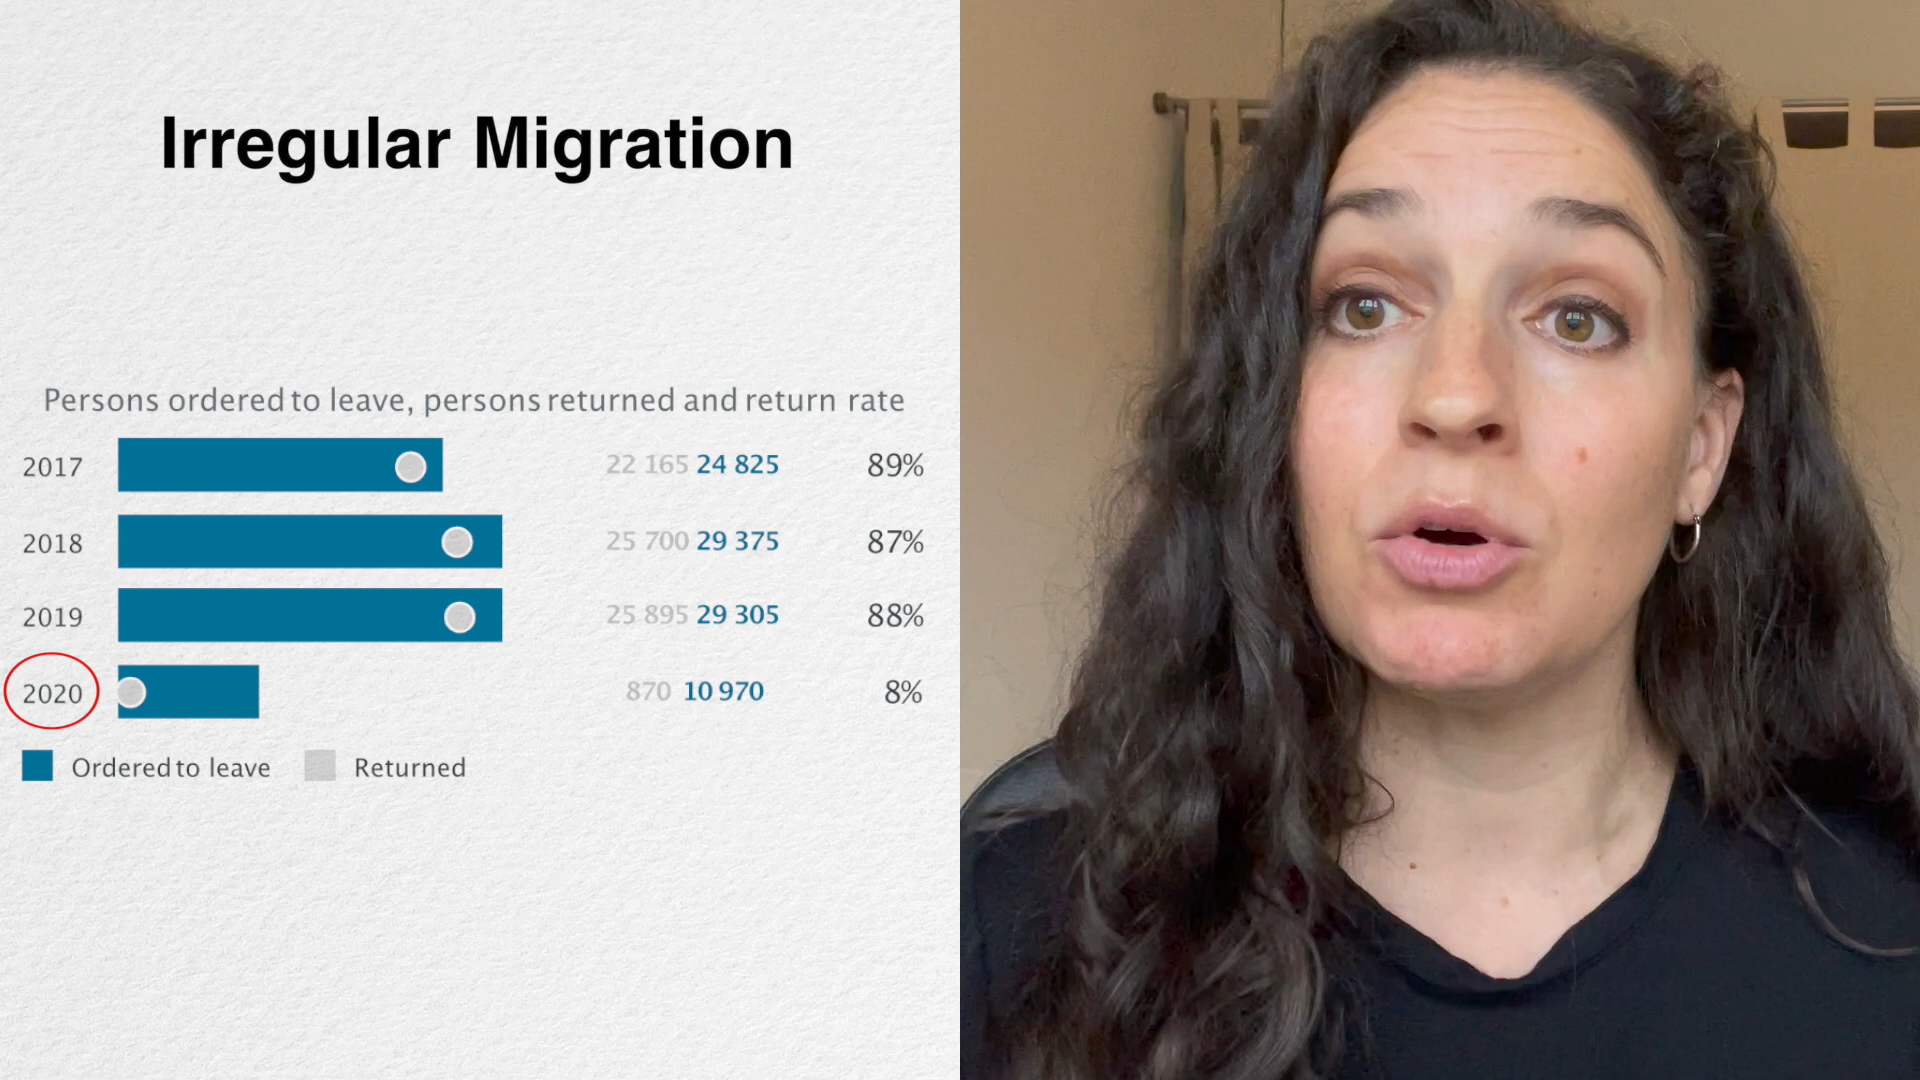 Irregular Migration
Persons ordered to leave, persons returned and return rate
2017 22 165 24 825 89%
2018 25 700 29 375 87%
2019 25 895 29 305 88%
2020 870 10 970 8%
Ordered to leave Returned